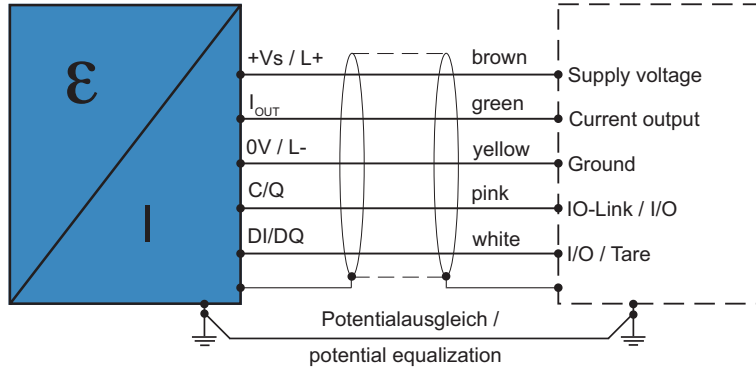 ε
I
+Vs / L+ brown Supply voltage
I_OUT green Current output
0V / L- yellow Ground
C/Q pink IO-Link / I/O
DI/DQ white I/O / Tare
Potentialausgleich /
potential equalization